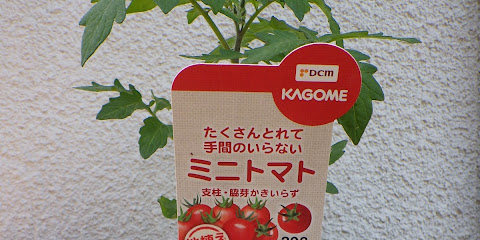 DCM
KAGOME
たくさんとれて
手間のいらない
ミニトマト
支柱・脇芽かきいらず